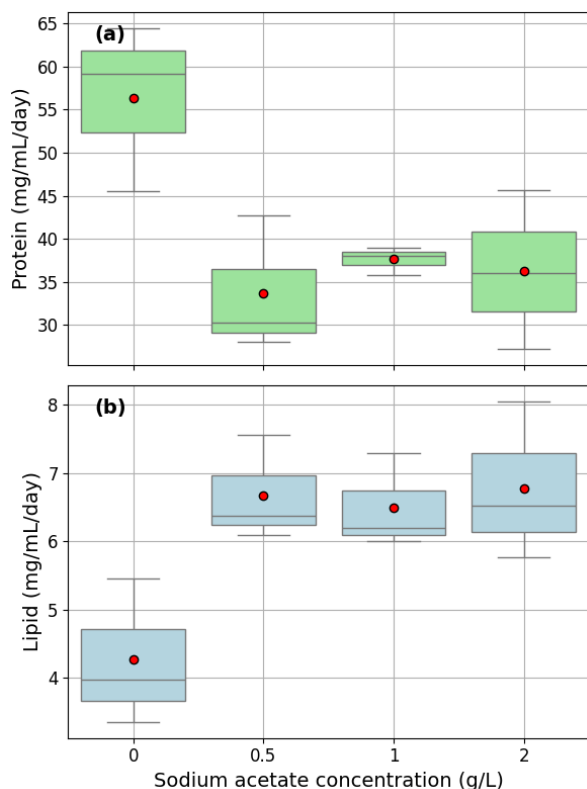 (a)
Protein (mg/mL/day)
65
60
55
50
45
40
35
30
(b)
Lipid (mg/mL/day)
8
7
6
5
4
0 0.5 1 2
Sodium acetate concentration (g/L)